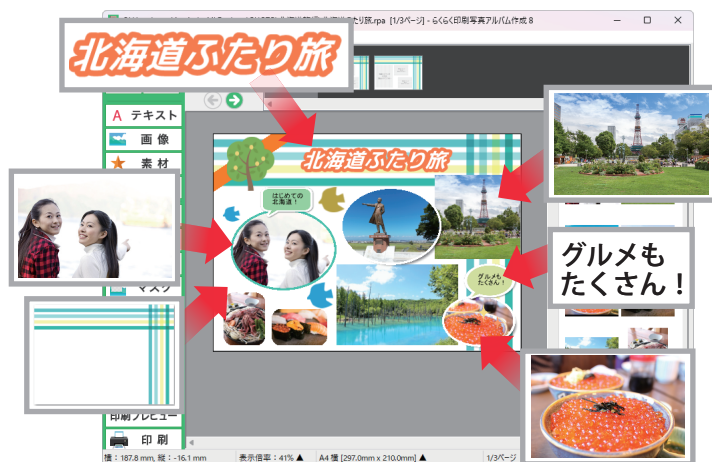 たり旅.rpa [1/3ページ] - らくらく印刷写真アルバム作成 8
北海道ふたり旅
A テキスト
画像
素材
北海道ふたり旅
はじめての
北海道！
グルメも
たくさん！
グルメも
たくさん！
マスク
印刷プレビュー
印刷
横：187.8 mm, 縦：-16.1 mm
表示倍率：41% ▲
A4 横 [297.0mm x 210.0mm] ▲
1/3ページ